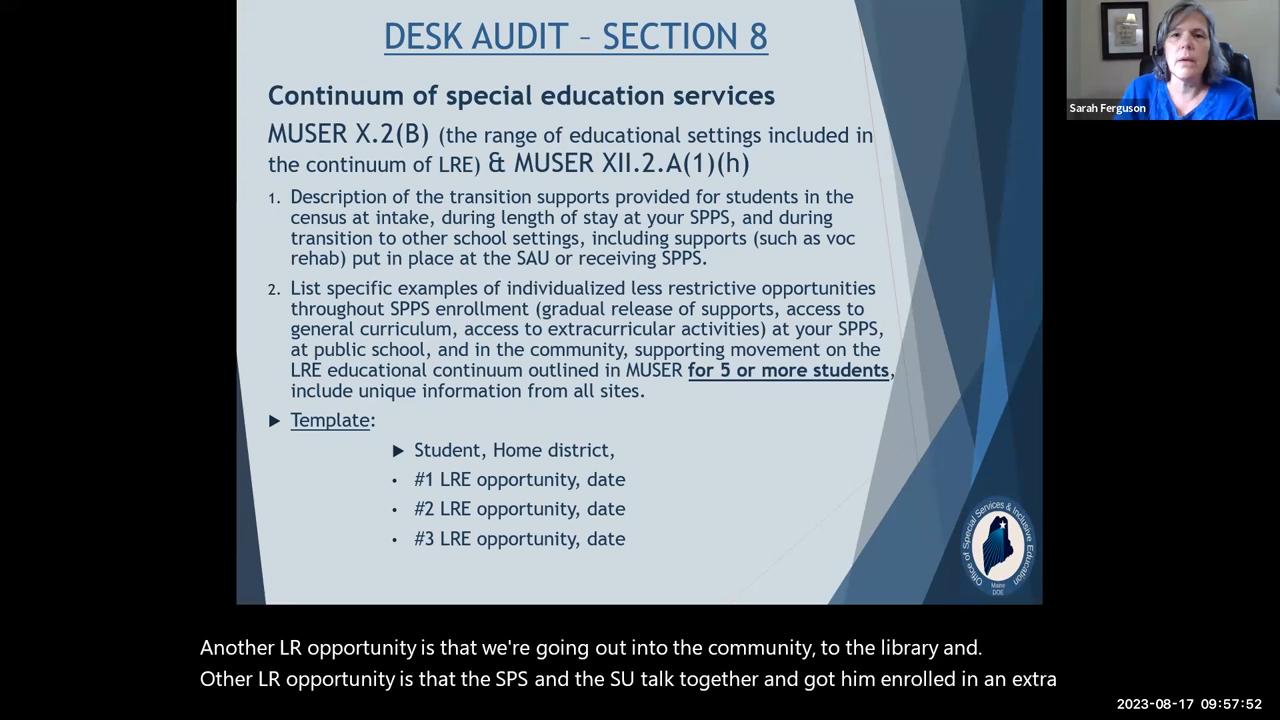 DESK AUDIT – SECTION 8
Continuum of special education services
MUSER X.2(B) (the range of educational settings included in
the continuum of LRE) & MUSER XII.2.A(1)(h)
1. Description of the transition supports provided for students in the
census at intake, during length of stay at your SPPS, and during
transition to other school settings, including supports (such as voc
rehab) put in place at the SAU or receiving SPPS.
2. List specific examples of individualized less restrictive opportunities
throughout SPPS enrollment (gradual release of supports, access to
general curriculum, access to extracurricular activities) at your SPPS,
at public school, and in the community, supporting movement on the
LRE educational continuum outlined in MUSER for 5 or more students,
include unique information from all sites.
Template:
Student, Home district,
• #1 LRE opportunity, date
• #2 LRE opportunity, date
• #3 LRE opportunity, date
Office of Special Services & Inclusive Education
Maine
DOE
Sarah Ferguson
Another LR opportunity is that we're going out into the community, to the library and.
Other LR opportunity is that the SPS and the SU talk together and got him enrolled in an extra
2023-08-17 09:57:52